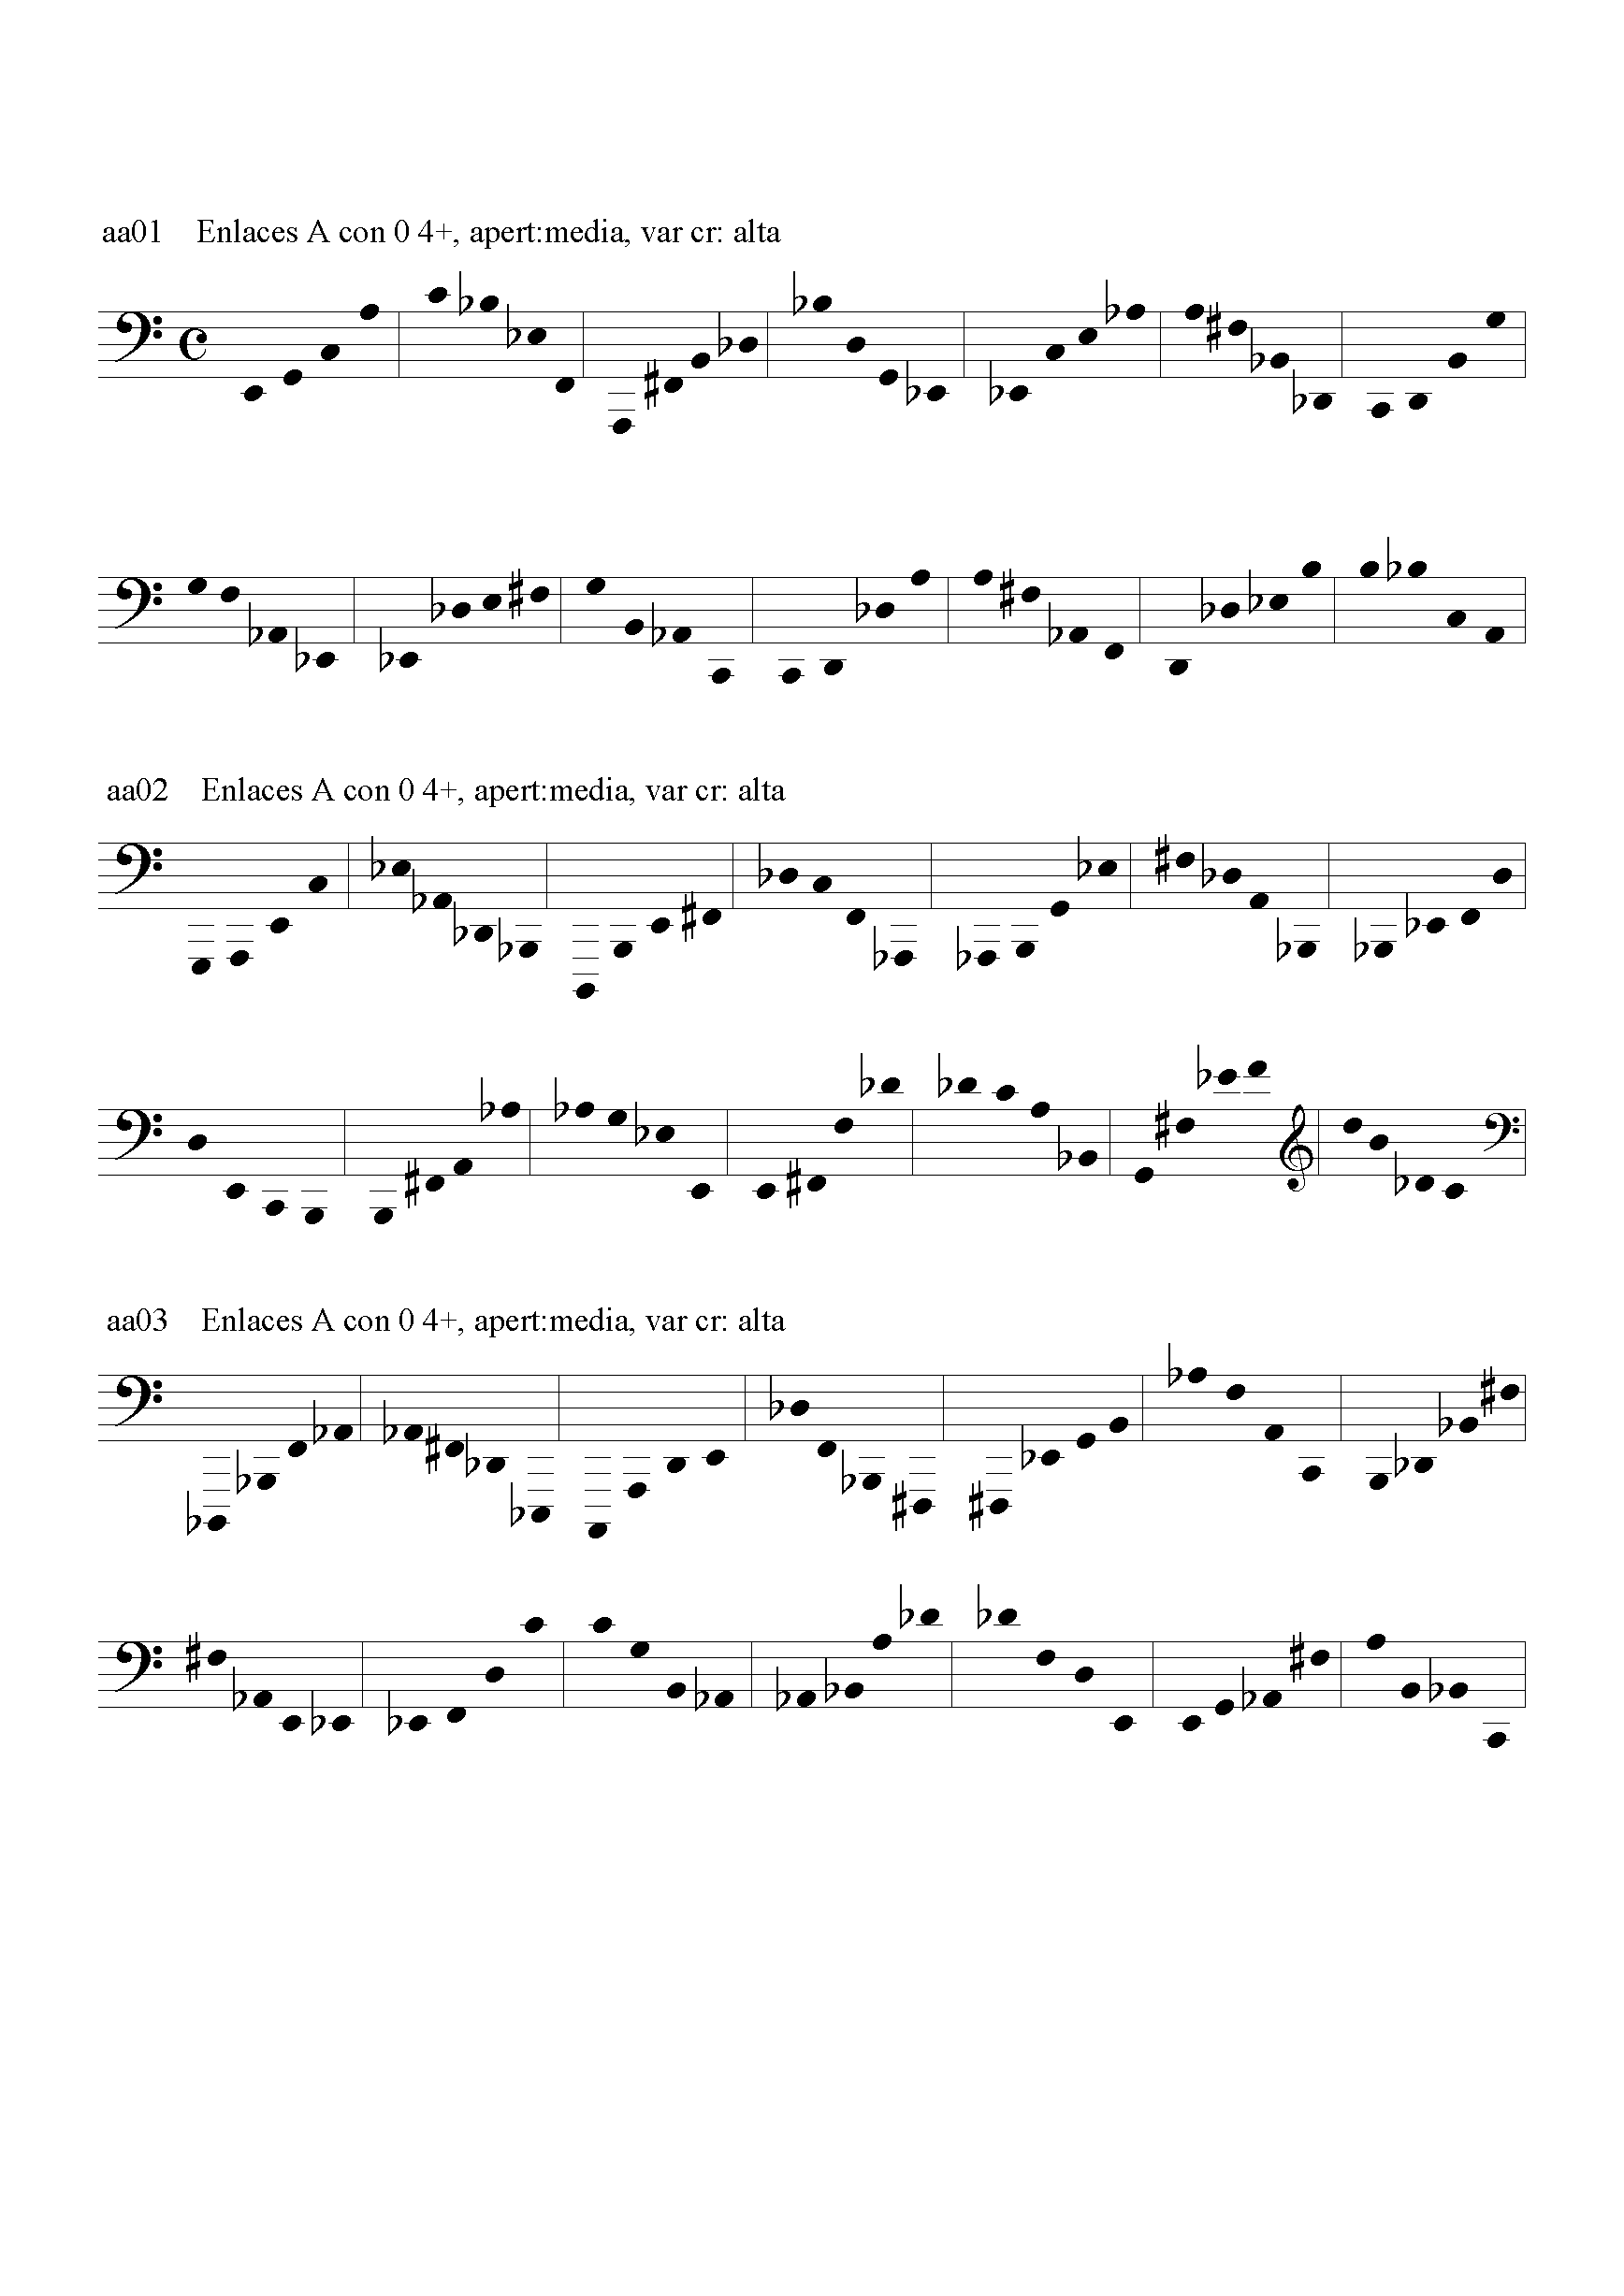 aa01 Enlaces A con 0 4+, apert:media, var cr: alta
aa02 Enlaces A con 0 4+, apert:media, var cr: alta
aa03 Enlaces A con 0 4+, apert:media, var cr: alta